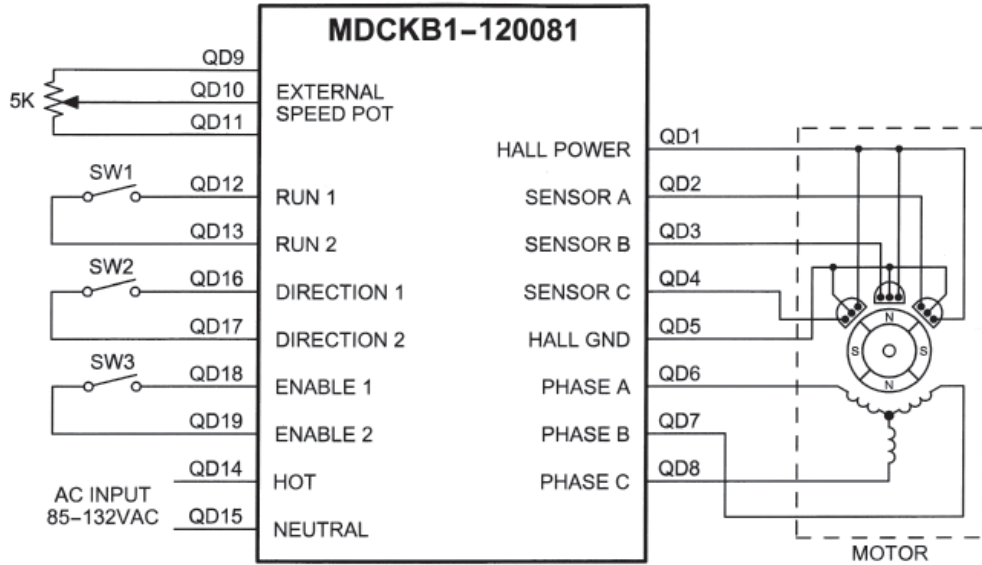 MDCKB1-120081
QD9
5K
QD10
EXTERNAL
SPEED POT
QD11
SW1
QD12
RUN 1
QD13
RUN 2
SW2
QD16
DIRECTION 1
QD17
DIRECTION 2
SW3
QD18
ENABLE 1
QD19
ENABLE 2
QD14
HOT
AC INPUT
85-132VAC
QD15
NEUTRAL
HALL POWER
QD1
SENSOR A
QD2
SENSOR B
QD3
SENSOR C
QD4
HALL GND
QD5
PHASE A
QD6
PHASE B
QD7
PHASE C
QD8
N
S
S
N
MOTOR